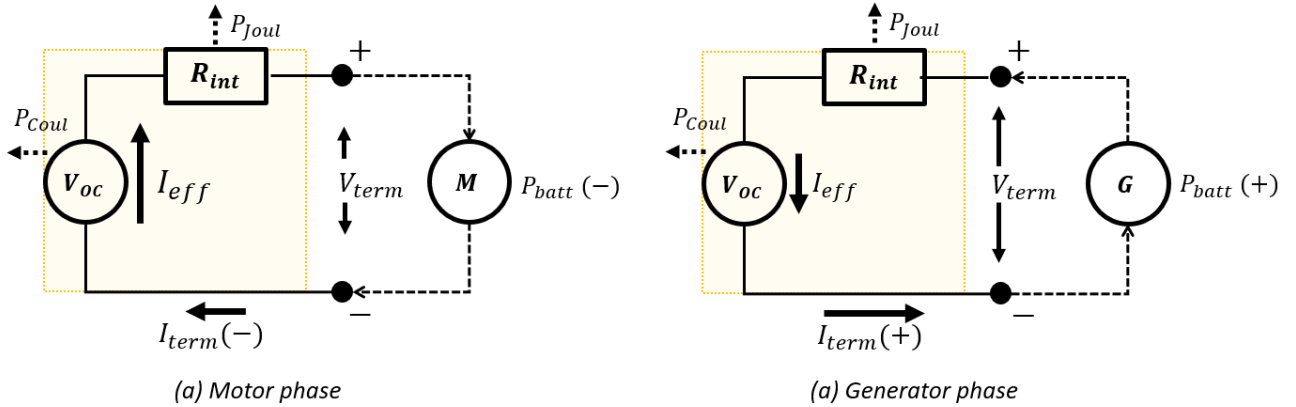 P_Joul
+
R_int
P_Coul
V_OC
I_eff
V_term
M
P_batt (−)
−
I_term(−)
(a) Motor phase
P_Joul
+
R_int
P_Coul
V_OC
I_eff
V_term
G
P_batt (+)
−
I_term(+)
(a) Generator phase